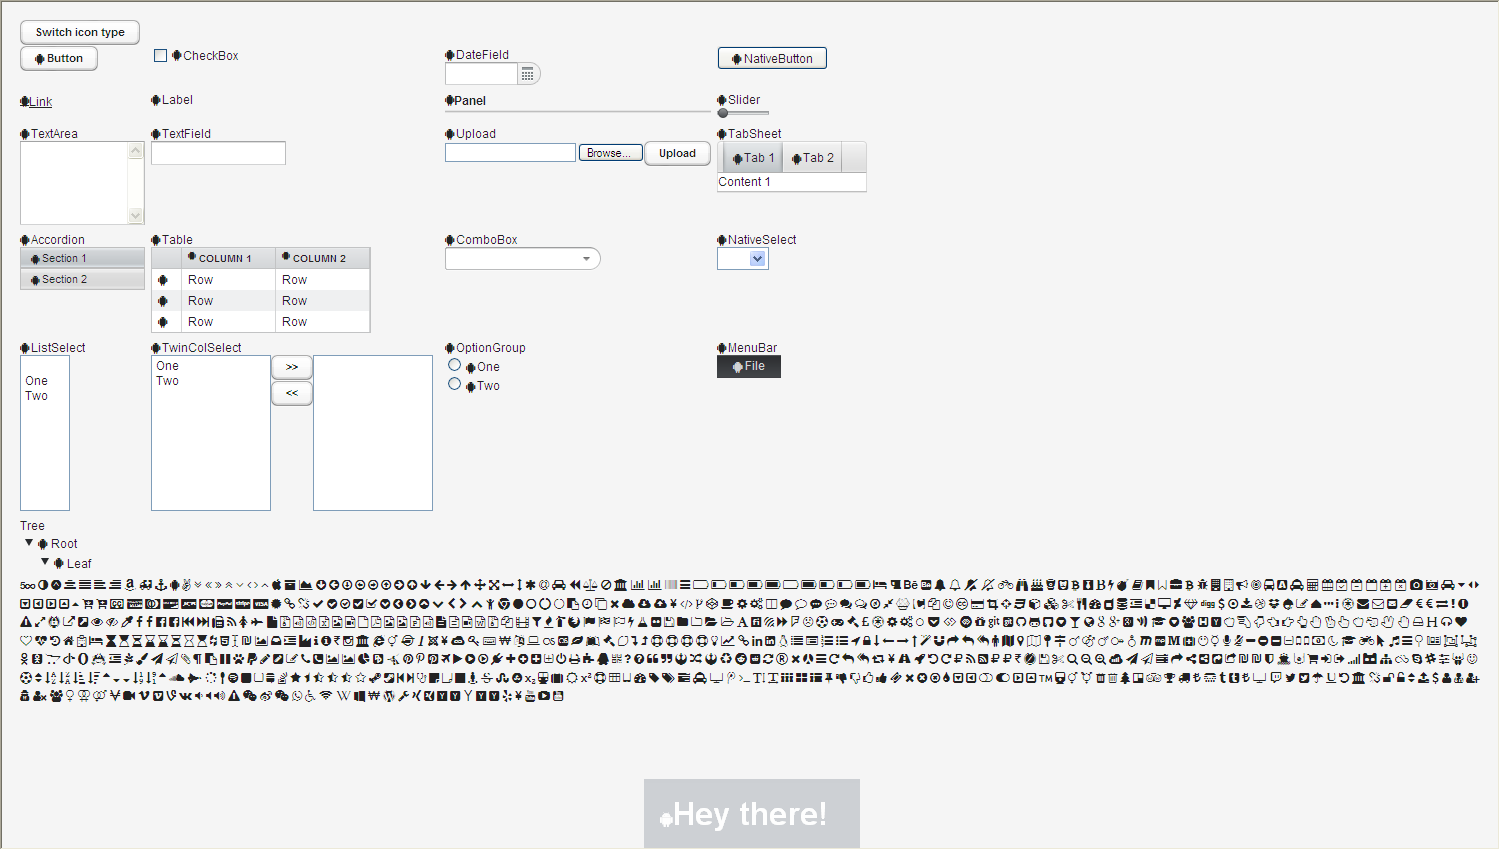 Switch icon type
Button
CheckBox
DateField
NativeButton
Link
Label
Panel
Slider
TextArea
TextField
Upload
Browse...
Upload
TabSheet
Tab 1
Tab 2
Content 1
Accordion
Section 1
Section 2
Table
COLUMN 1 COLUMN 2
Row Row
Row Row
Row Row
ComboBox
NativeSelect
ListSelect
One
Two
TwinColSelect
One
Two
>>
<<
OptionGroup
One
Two
MenuBar
File
Tree
Root
Leaf
Hey there!